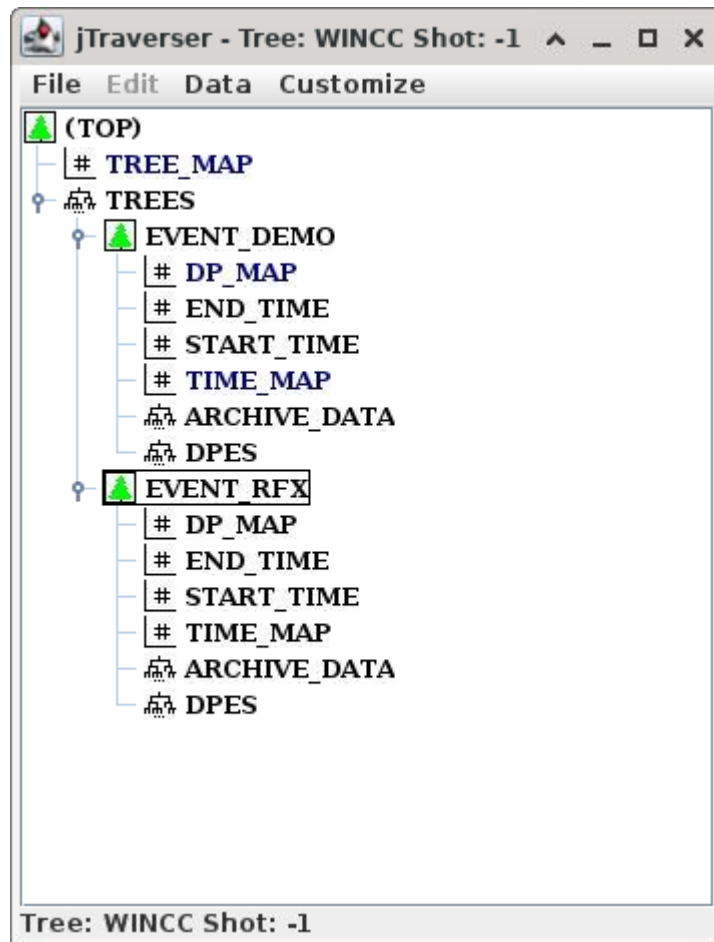 jTraverser - Tree: WINCC Shot: -1
File Edit Data Customize
(TOP)
# TREE_MAP
TREES
EVENT_DEMO
# DP_MAP
# END_TIME
# START_TIME
# TIME_MAP
ARCHIVE_DATA
DPES
EVENT_RFX
# DP_MAP
# END_TIME
# START_TIME
# TIME_MAP
ARCHIVE_DATA
DPES
Tree: WINCC Shot: -1